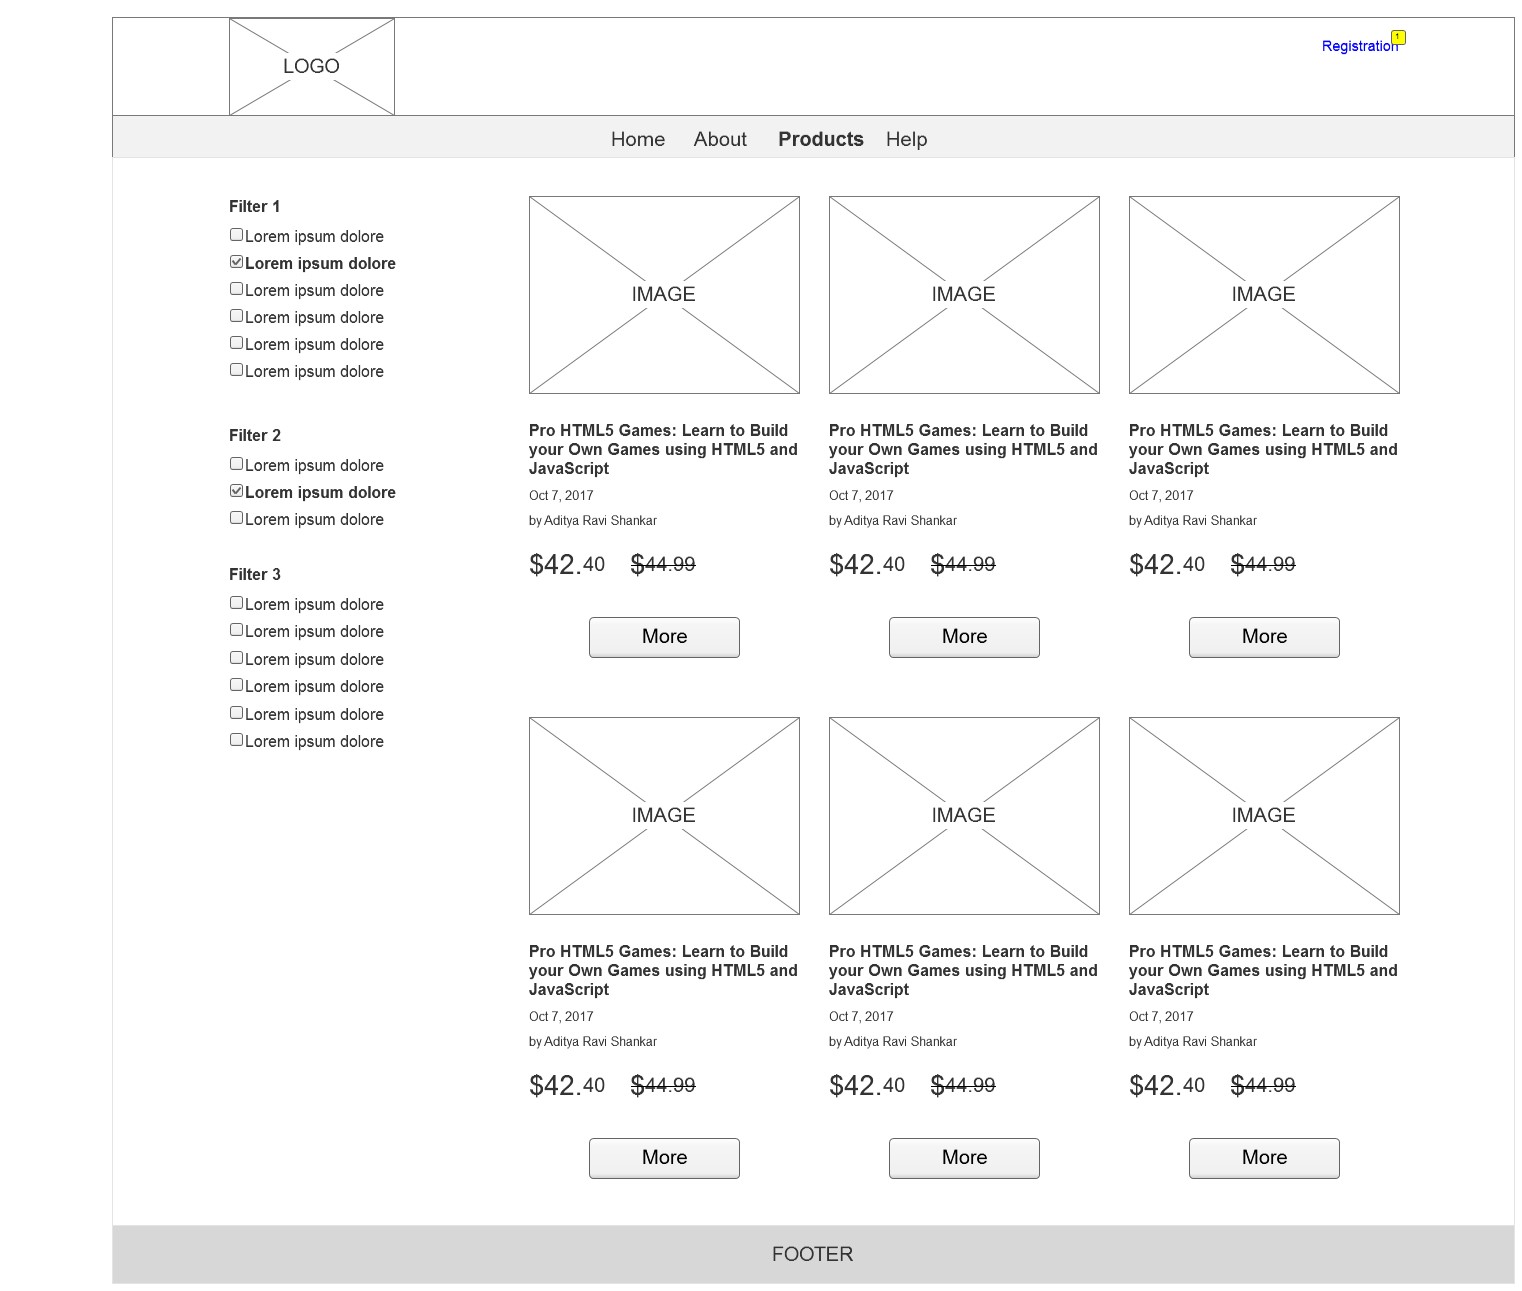 LOGO
Registration
1
Home About Products Help
Filter 1
Lorem ipsum dolore
Lorem ipsum dolore
Lorem ipsum dolore
Lorem ipsum dolore
Lorem ipsum dolore
Lorem ipsum dolore
Filter 2
Lorem ipsum dolore
Lorem ipsum dolore
Lorem ipsum dolore
Filter 3
Lorem ipsum dolore
Lorem ipsum dolore
Lorem ipsum dolore
Lorem ipsum dolore
Lorem ipsum dolore
Lorem ipsum dolore
IMAGE
Pro HTML5 Games: Learn to Build
your Own Games using HTML5 and
JavaScript
Oct 7, 2017
by Aditya Ravi Shankar
$42.40 $44.99
More
IMAGE
Pro HTML5 Games: Learn to Build
your Own Games using HTML5 and
JavaScript
Oct 7, 2017
by Aditya Ravi Shankar
$42.40 $44.99
More
IMAGE
Pro HTML5 Games: Learn to Build
your Own Games using HTML5 and
JavaScript
Oct 7, 2017
by Aditya Ravi Shankar
$42.40 $44.99
More
IMAGE
Pro HTML5 Games: Learn to Build
your Own Games using HTML5 and
JavaScript
Oct 7, 2017
by Aditya Ravi Shankar
$42.40 $44.99
More
IMAGE
Pro HTML5 Games: Learn to Build
your Own Games using HTML5 and
JavaScript
Oct 7, 2017
by Aditya Ravi Shankar
$42.40 $44.99
More
IMAGE
Pro HTML5 Games: Learn to Build
your Own Games using HTML5 and
JavaScript
Oct 7, 2017
by Aditya Ravi Shankar
$42.40 $44.99
More
FOOTER